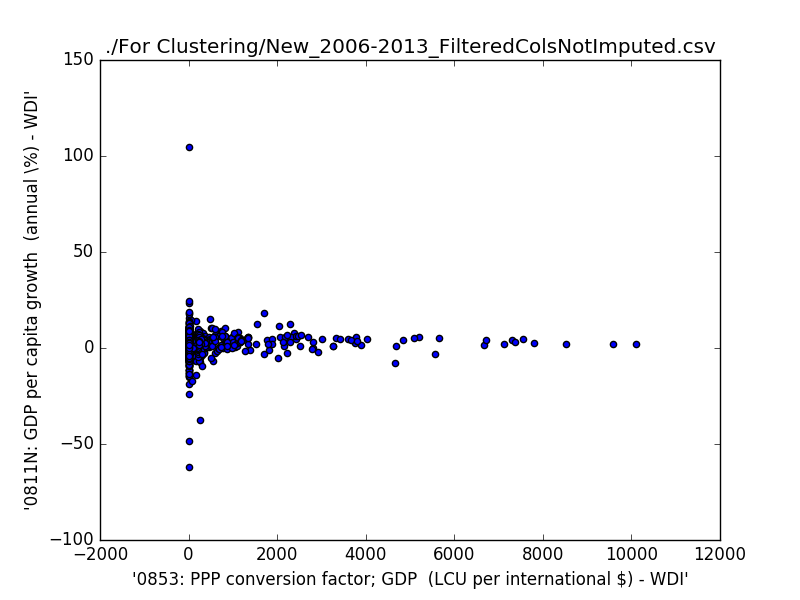 ./For Clustering/New_2006-2013_FilteredColsNotImputed.csv
150
100
50
0
−50
−100
'0811N: GDP per capita growth  (annual \%) - WDI'
−2000 0 2000 4000 6000 8000 10000 12000
'0853: PPP conversion factor; GDP  (LCU per international $) - WDI'